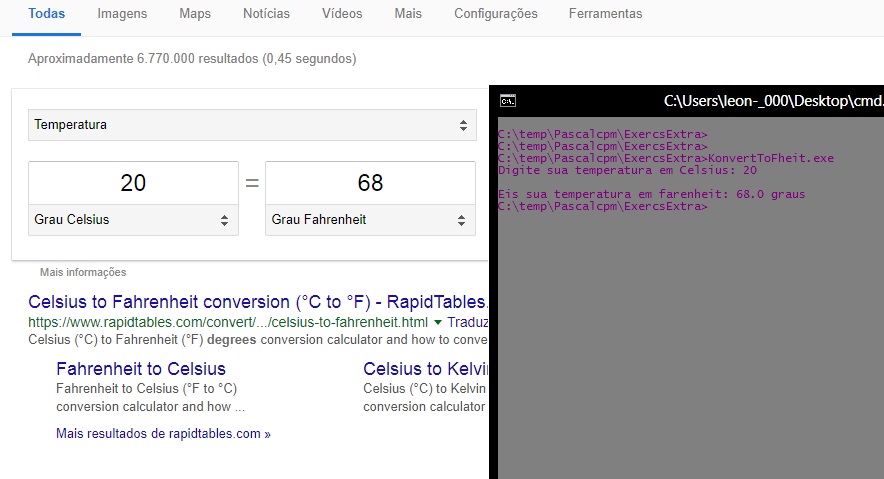 Todas Imagens Maps Notícias Vídeos Mais Configurações Ferramentas
Aproximadamente 6.770.000 resultados (0,45 segundos)
Temperatura
20 = 68
Grau Celsius Grau Fahrenheit
Mais informações
Celsius to Fahrenheit conversion (°C to °F) - RapidTables.
https://www.rapidtables.com/convert/.../celsius-to-fahrenheit.html Traduz
Celsius (°C) to Fahrenheit (°F) degrees conversion calculator and how to conve
Fahrenheit to Celsius
Fahrenheit to Celsius (°F to °C)
conversion calculator and how ...
Celsius to Kelvi
Celsius (°C) to Kelvin
conversion calculator
Mais resultados de rapidtables.com »
C:\Users\leon-_000\Desktop\cmd.
C:\temp\Pascalcpm\ExercsExtra>
C:\temp\Pascalcpm\ExercsExtra>
C:\temp\Pascalcpm\ExercsExtra>KonvertToFheit.exe
Digite sua temperatura em Celsius: 20
Eis sua temperatura em farenheit: 68.0 graus
C:\temp\Pascalcpm\ExercsExtra>